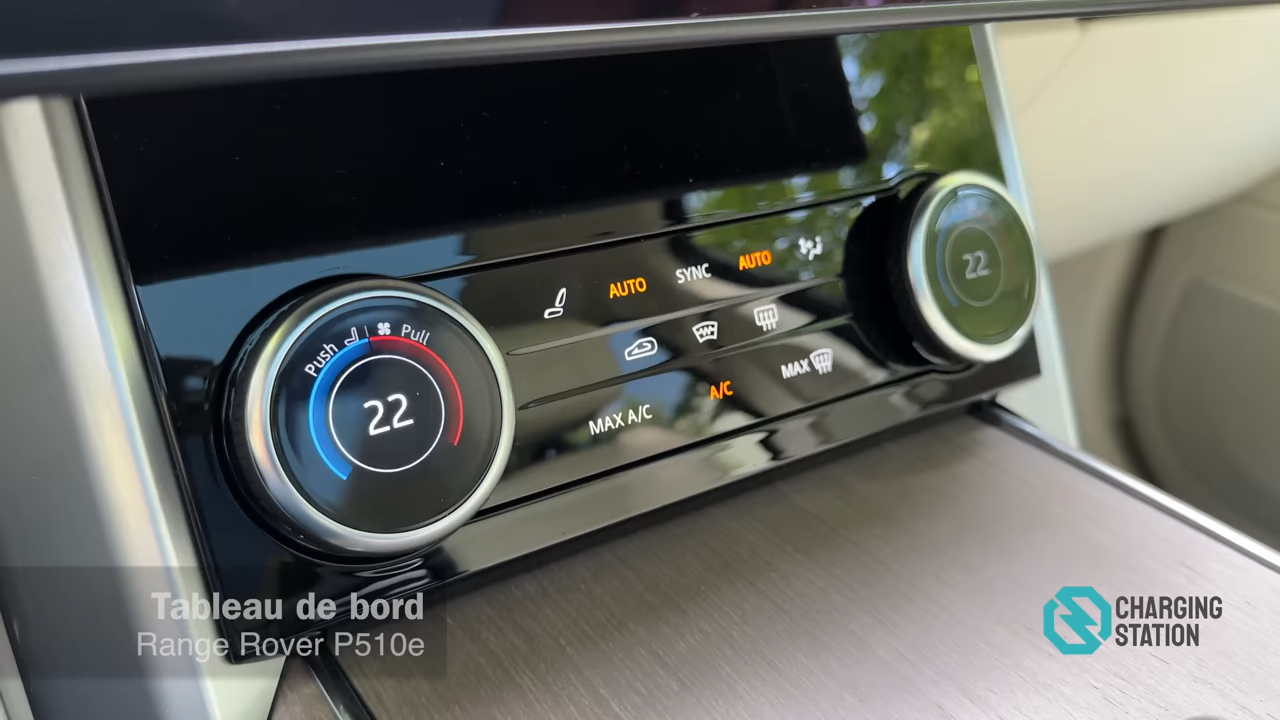 AUTO SYNC AUTO
Push Pull
22
22
MAX A/C A/C MAX
Tableau de bord
Range Rover P510e
CHARGING
STATION